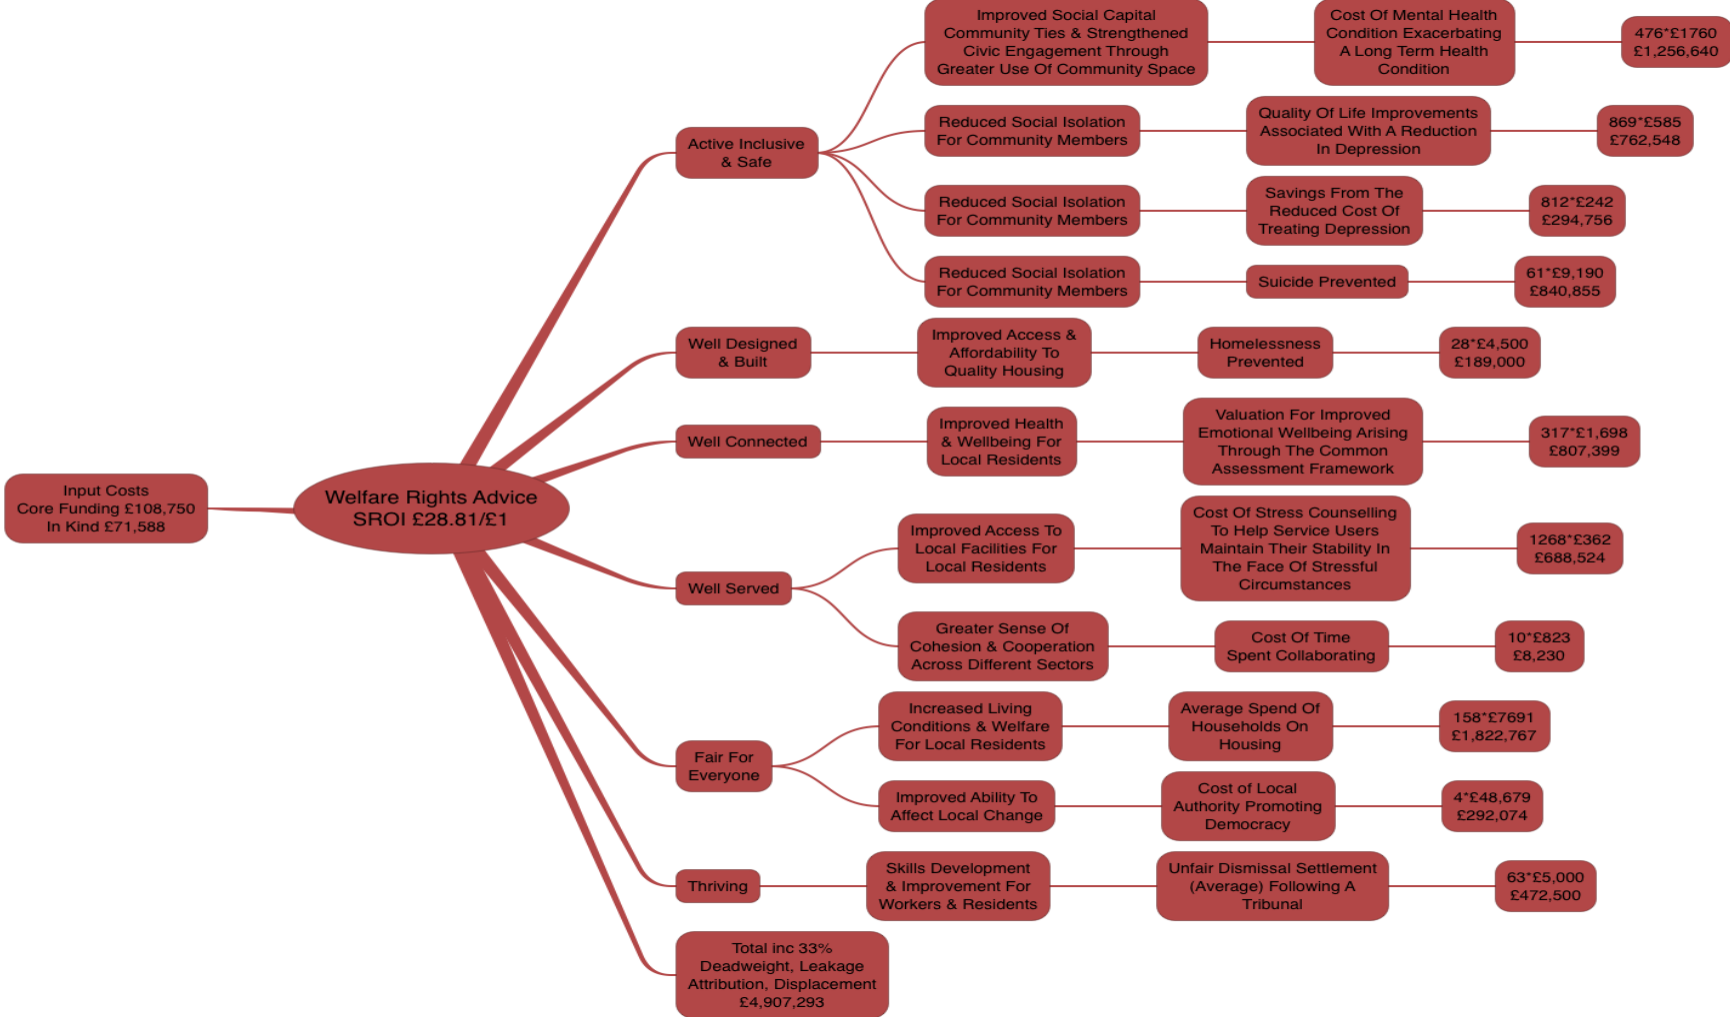 Input Costs
Core Funding £108,750
In Kind £71,588
Welfare Rights Advice
SROI £28.81/£1
Active Inclusive
& Safe
Improved Social Capital
Community Ties & Strengthened
Civic Engagement Through
Greater Use Of Community Space
Cost Of Mental Health
Condition Exacerbating
A Long Term Health
Condition
476*£1760
£1,256,640
Reduced Social Isolation
For Community Members
Quality Of Life Improvements
Associated With A Reduction
In Depression
869*£585
£762,548
Reduced Social Isolation
For Community Members
Savings From The
Reduced Cost Of
Treating Depression
812*£242
£294,756
Reduced Social Isolation
For Community Members
Suicide Prevented
61*£9,190
£840,855
Well Designed
& Built
Improved Access &
Affordability To
Quality Housing
Homelessness
Prevented
28*£4,500
£189,000
Well Connected
Improved Health
& Wellbeing For
Local Residents
Valuation For Improved
Emotional Wellbeing Arising
Through The Common
Assessment Framework
317*£1,698
£807,399
Well Served
Improved Access To
Local Facilities For
Local Residents
Cost Of Stress Counselling
To Help Service Users
Maintain Their Stability In
The Face Of Stressful
Circumstances
1268*£362
£688,524
Greater Sense Of
Cohesion & Cooperation
Across Different Sectors
Cost Of Time
Spent Collaborating
10*£823
£8,230
Fair For
Everyone
Increased Living
Conditions & Welfare
For Local Residents
Average Spend Of
Households On
Housing
158*£7691
£1,822,767
Improved Ability To
Affect Local Change
Cost of Local
Authority Promoting
Democracy
4*£48,679
£292,074
Thriving
Skills Development
& Improvement For
Workers & Residents
Unfair Dismissal Settlement
(Average) Following A
Tribunal
63*£5,000
£472,500
Total inc 33%
Deadweight, Leakage
Attribution, Displacement
£4,907,293